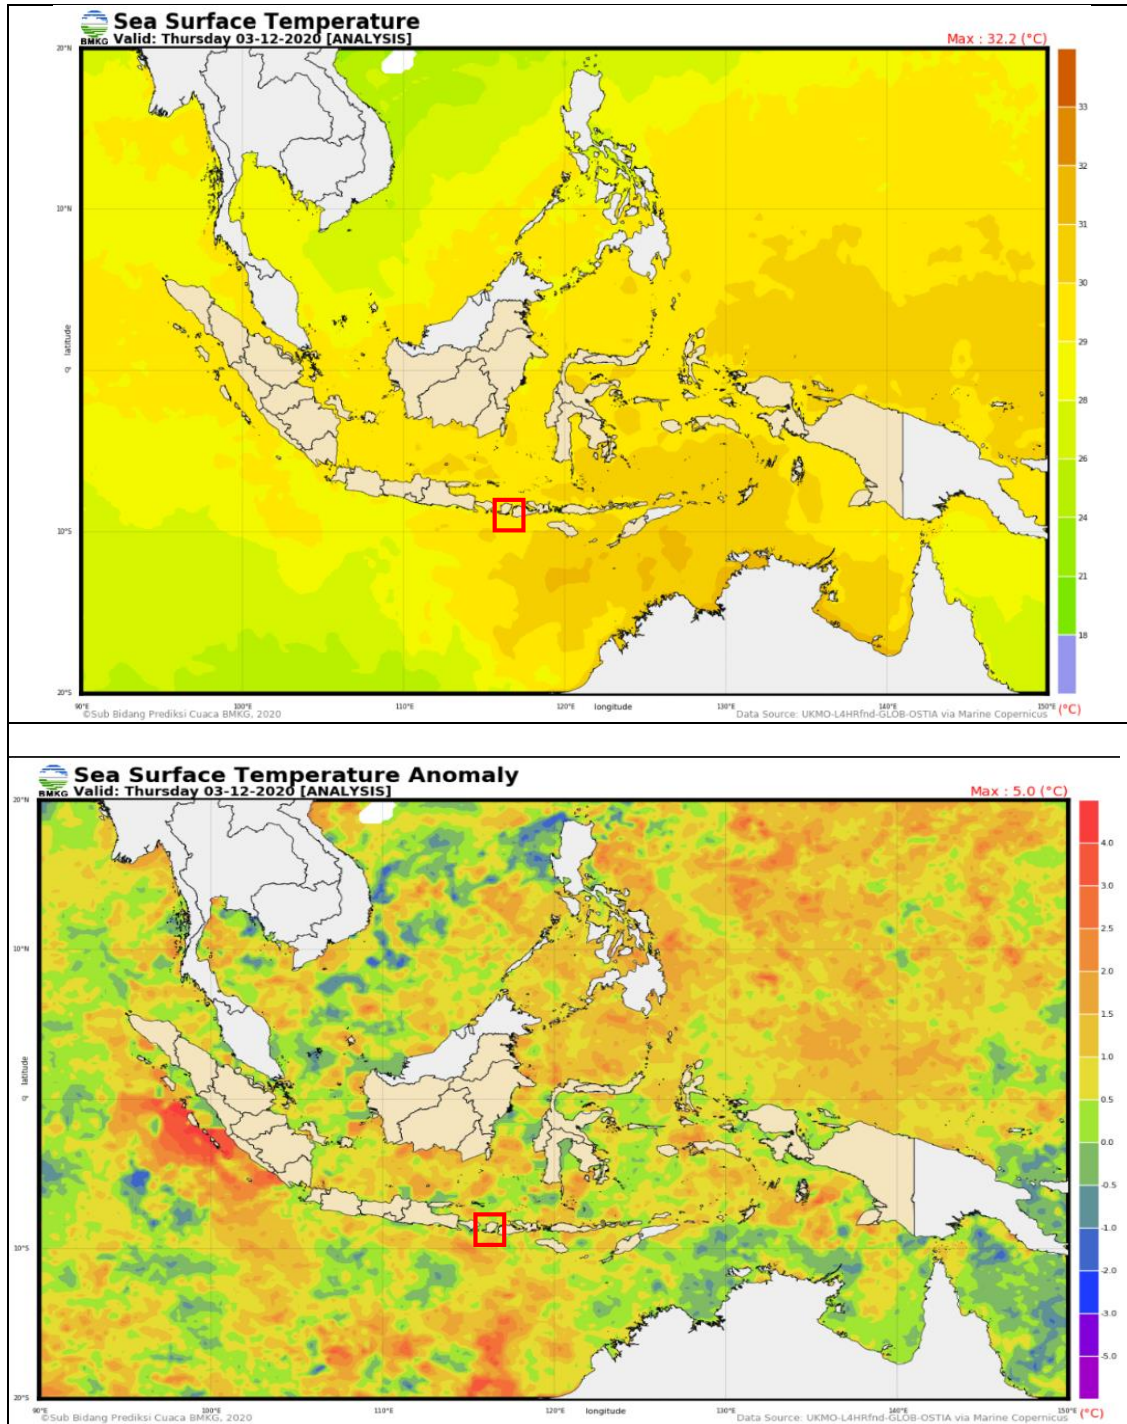 BMKG
Sea Surface Temperature
Valid: Thursday 03-12-2020 [ANALYSIS]
Max : 32.2 (°C)
20°N
10°N
0°
10°S
20°S
latitude
90°E
100°E
110°E
120°E
longitude
130°E
140°E
150°E
33
32
31
30
29
28
26
24
21
18
(°C)
©Sub Bidang Prediksi Cuaca BMKG, 2020
Data Source: UKMO-L4HRfnd-GLOB-OSTIA via Marine Copernicus
BMKG
Sea Surface Temperature Anomaly
Valid: Thursday 03-12-2020 [ANALYSIS]
Max : 5.0 (°C)
20°N
10°N
0°
10°S
20°S
latitude
90°E
100°E
110°E
120°E
longitude
130°E
140°E
150°E
4.0
3.0
2.5
2.0
1.5
1.0
0.5
0.0
-0.5
-1.0
-2.0
-3.0
-5.0
(°C)
©Sub Bidang Prediksi Cuaca BMKG, 2020
Data Source: UKMO-L4HRfnd-GLOB-OSTIA via Marine Copernicus